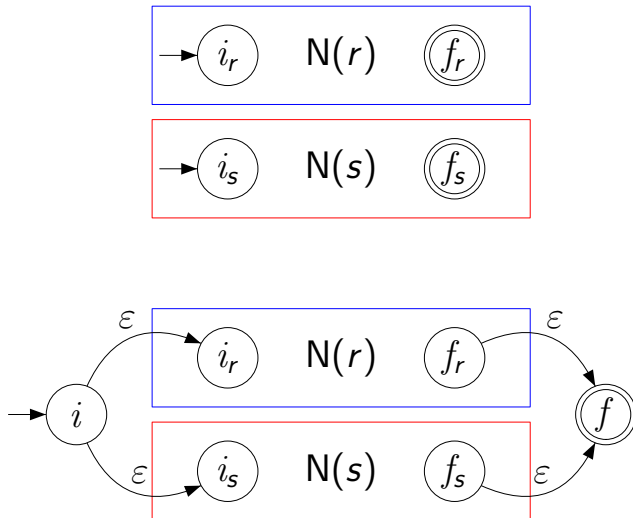 i_r N(r) f_r
i_s N(s) f_s
ε ε
i_r N(r) f_r
i f
i_s N(s) f_s
ε ε